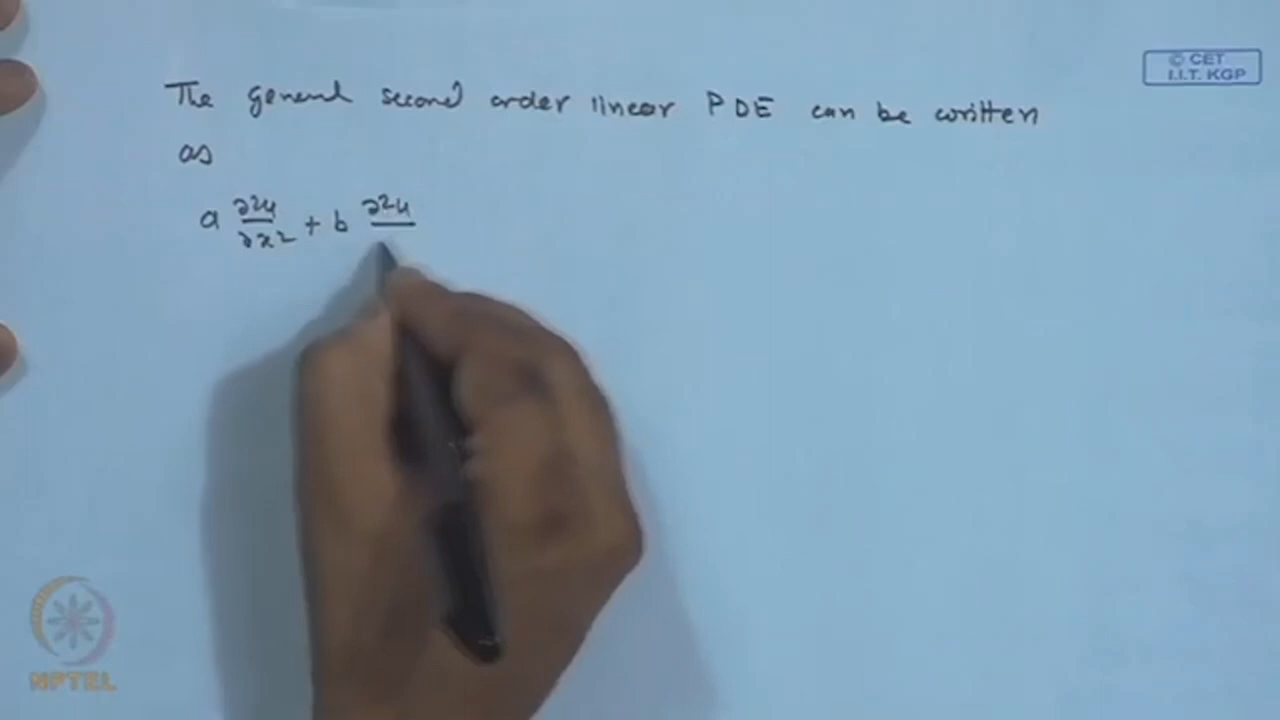 © CET
I.I.T. KGP
The general second order linear PDE can be written
as
a ∂²u/∂x² + b ∂²u/
NPTEL